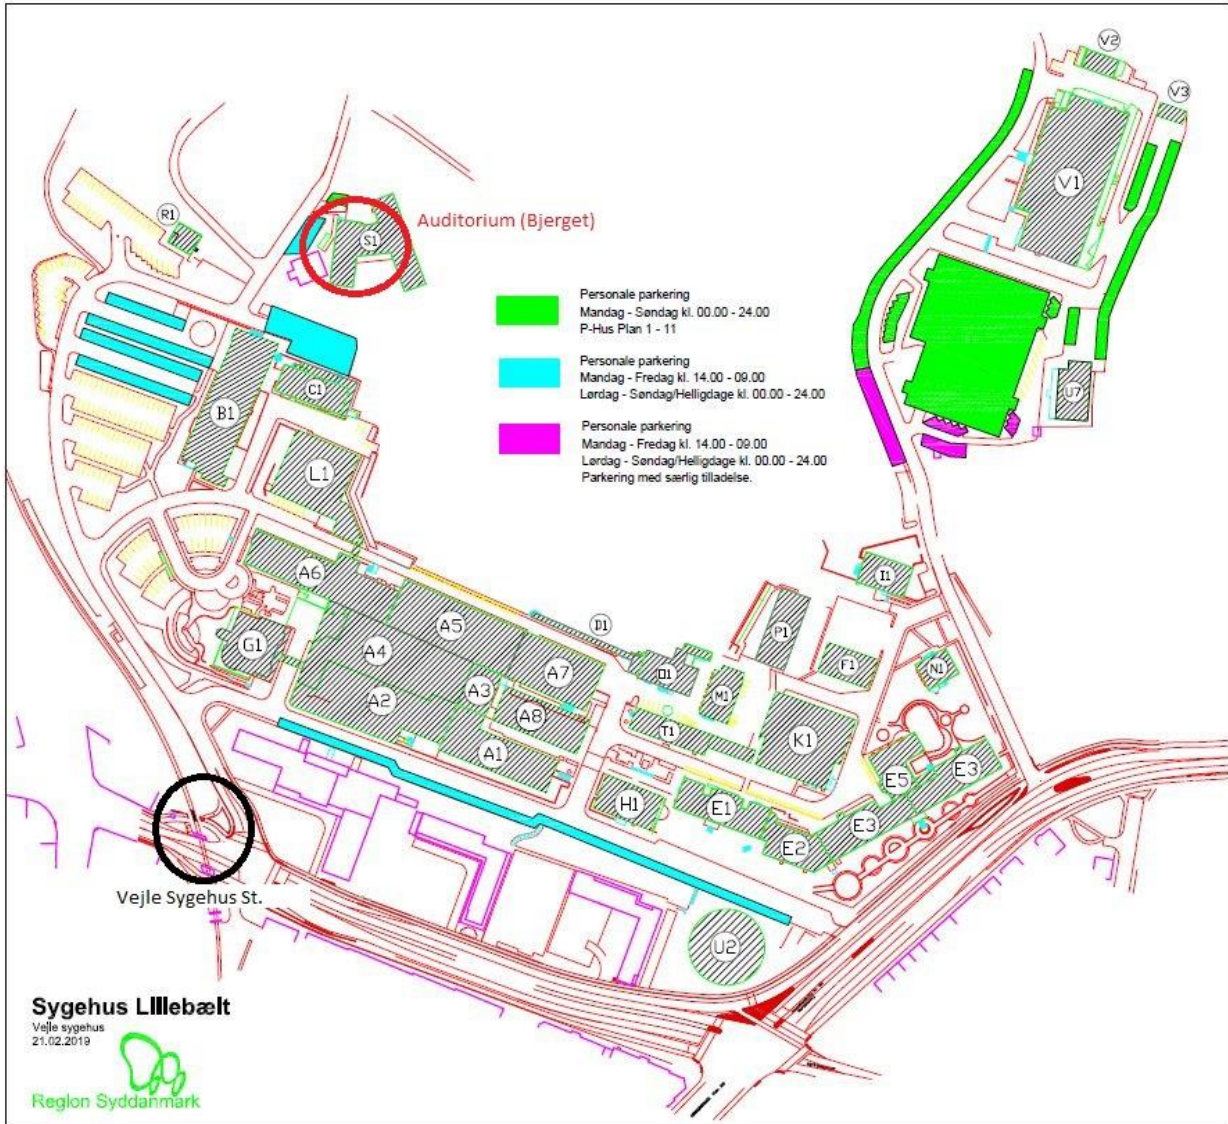 V2
V3
V1
R1
S1
Auditorium (Bjerget)
Personale parkering
Mandag - Søndag kl. 00.00 - 24.00
P-Hus Plan 1 - 11
Personale parkering
Mandag - Fredag kl. 14.00 - 09.00
Lørdag - Søndag/Helligdage kl. 00.00 - 24.00
Personale parkering
Mandag - Fredag kl. 14.00 - 09.00
Lørdag - Søndag/Helligdage kl. 00.00 - 24.00
Parkering med særlig tilladelse.
U7
C1
B1
L1
A6
I1
D1
A5
P1
G1
A4
F1
A7
N1
A3
M1
A2
A8
T1
K1
A1
E5
E3
H1
E1
E3
E2
Vejle Sygehus St.
U2
Sygehus Lillebælt
Vejle sygehus
21.02.2019
Region Syddanmark